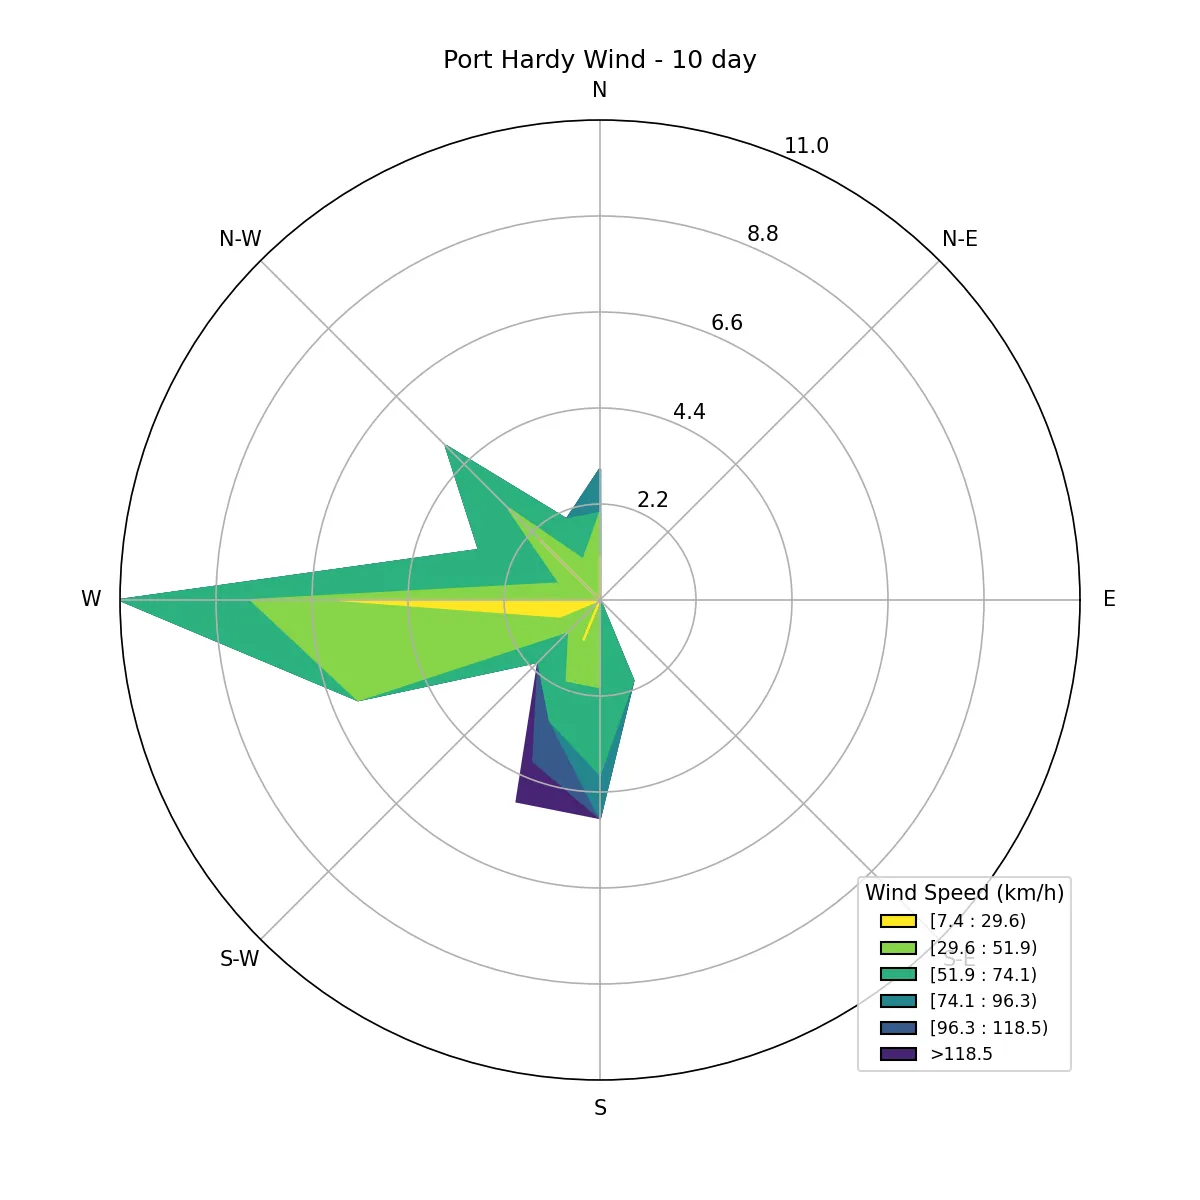 Port Hardy Wind - 10 day
N
11.0
8.8
N-W
N-E
6.6
4.4
2.2
W
E
Wind Speed (km/h)
[7.4 : 29.6)
[29.6 : 51.9)
S-W
S-E
[51.9 : 74.1)
[74.1 : 96.3)
[96.3 : 118.5)
>118.5
S